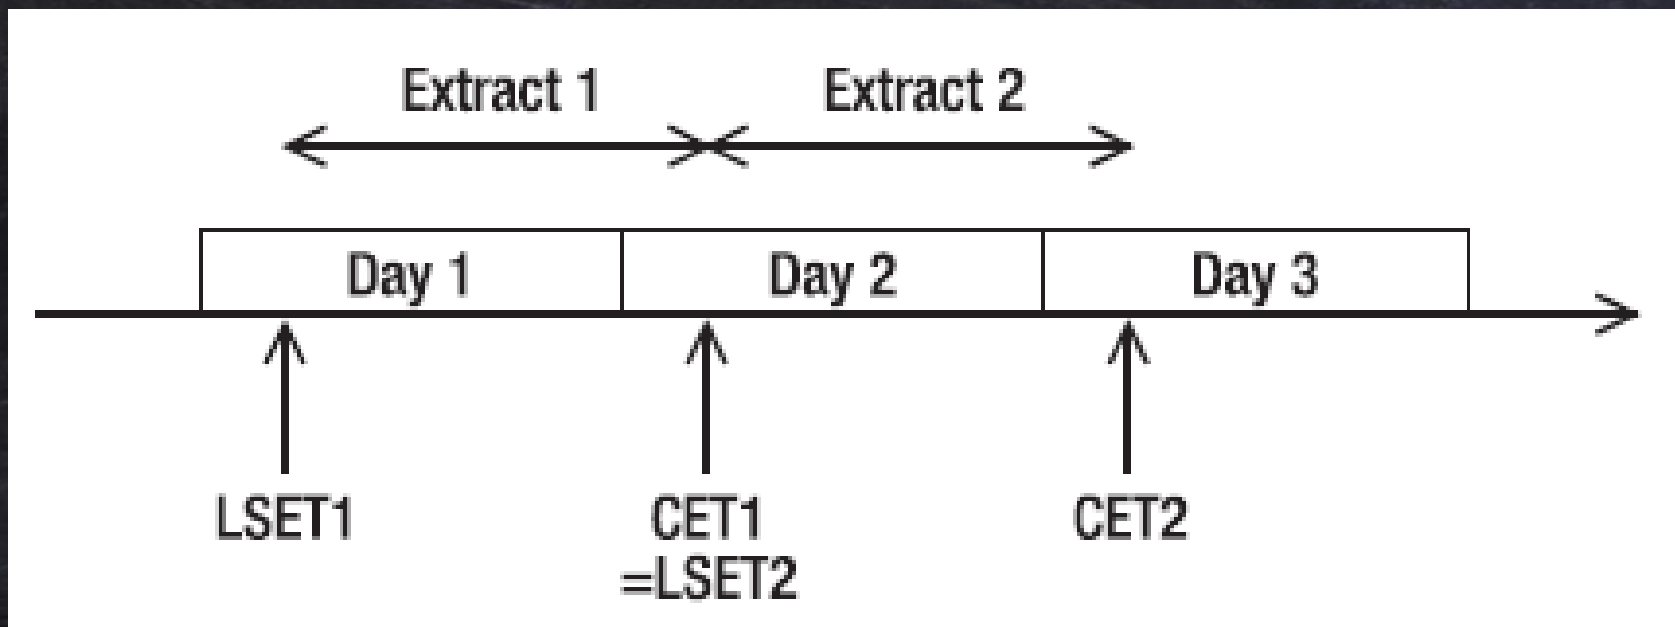 Extract 1
Extract 2
Day 1
Day 2
Day 3
LSET1
CET1
=LSET2
CET2